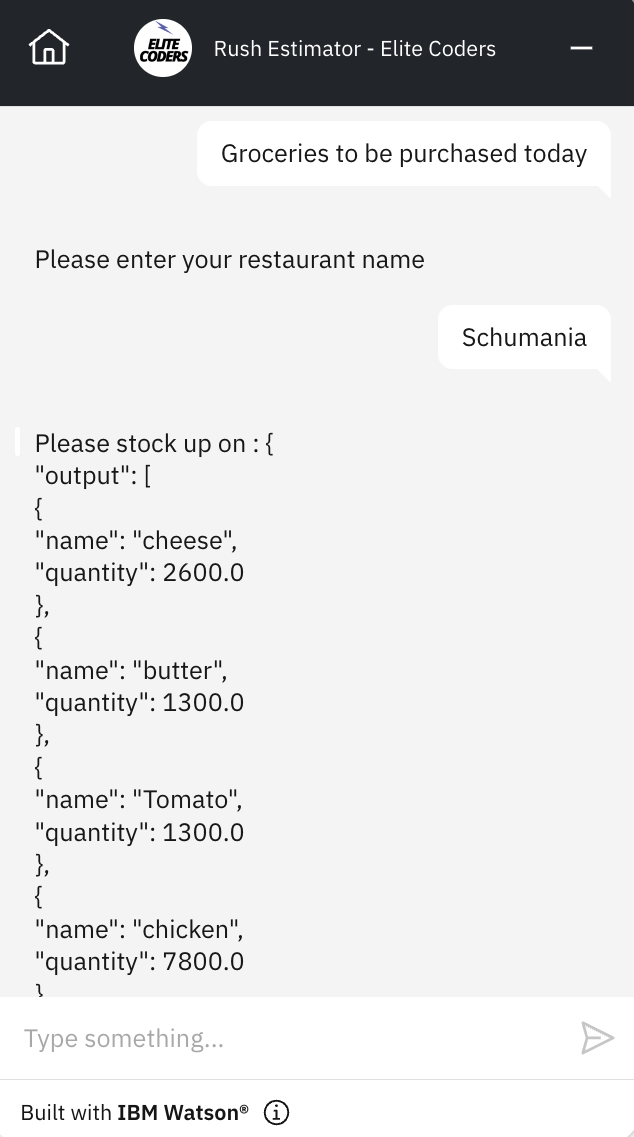 ELITE
CODERS
Rush Estimator - Elite Coders
Groceries to be purchased today
Please enter your restaurant name
Schumania
Please stock up on : {
"output": [
{
"name": "cheese",
"quantity": 2600.0
},
{
"name": "butter",
"quantity": 1300.0
},
{
"name": "Tomato",
"quantity": 1300.0
},
{
"name": "chicken",
"quantity": 7800.0
}
Type something...
Built with IBM Watson®